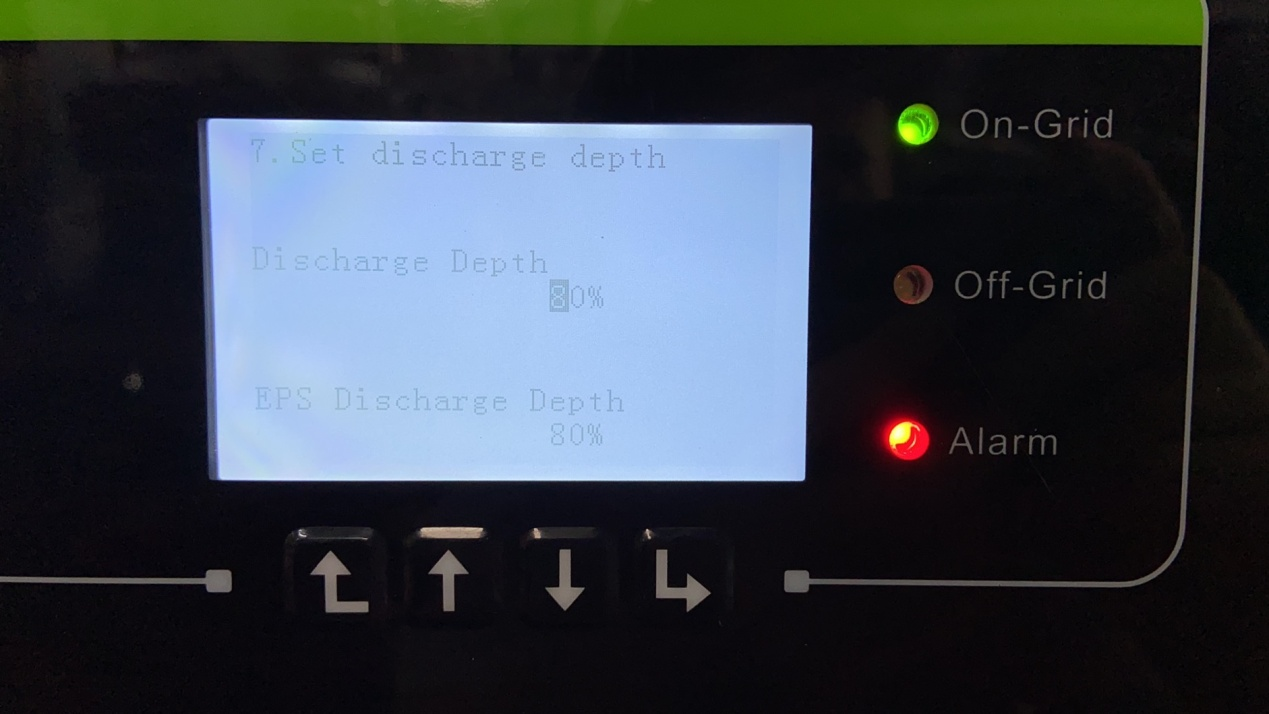 7.Set discharge depth
Discharge Depth
80%
EPS Discharge Depth
80%
On-Grid
Off-Grid
Alarm